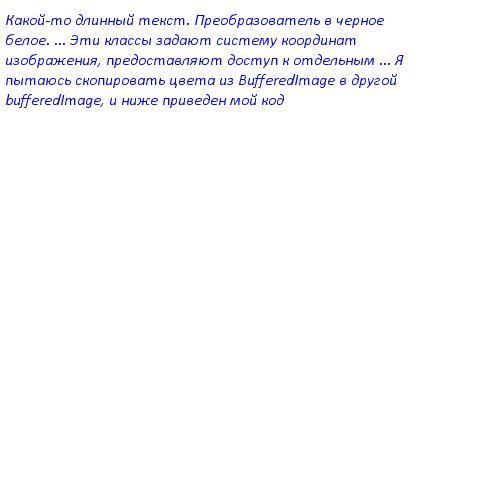 Какой-то длинный текст. Преобразователь в черное
белое. ... Эти классы задают систему координат
изображения, предоставляют доступ к отдельным ... Я
пытаюсь скопировать цвета из BufferedImage в другой
bufferedImage, и ниже приведен мой код